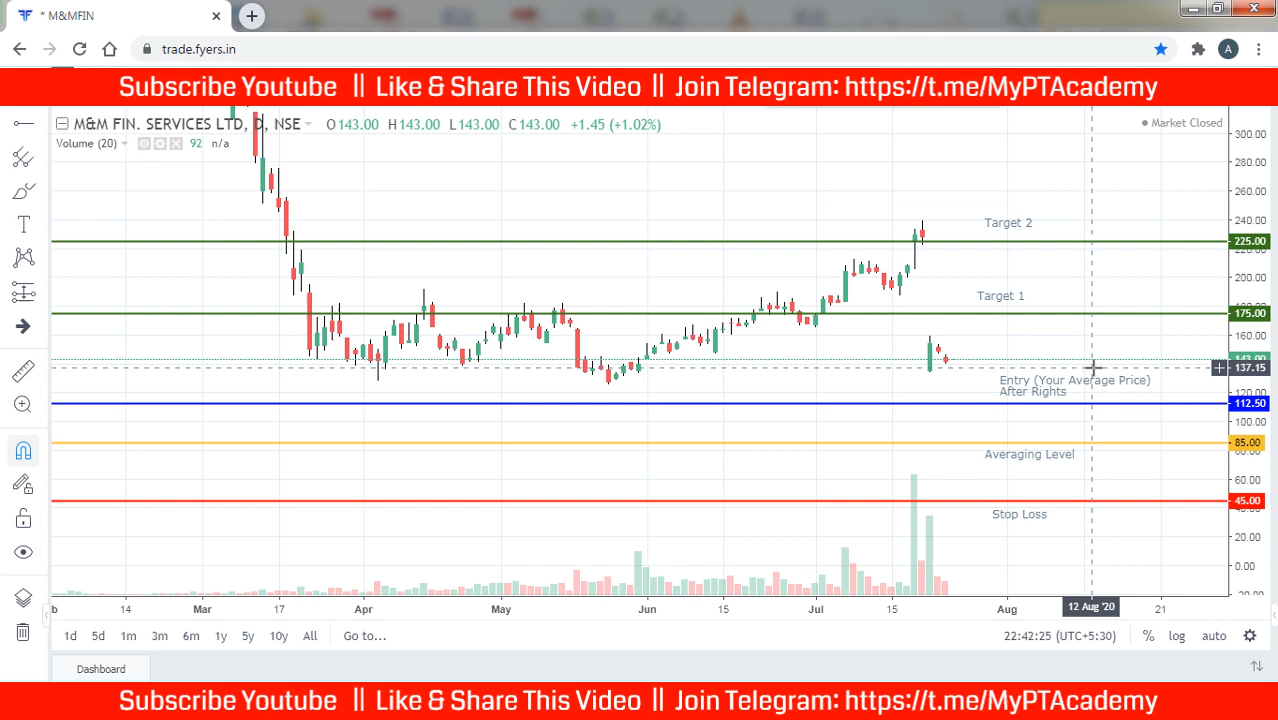 * M&MFIN
trade.fyers.in
A
Subscribe Youtube || Like & Share This Video || Join Telegram: https://t.me/MyPTAcademy
M&M FIN. SERVICES LTD, D, NSE O143.00 H143.00 L143.00 C143.00 +1.45 (+1.02%)
Market Closed
Volume (20) 92 n/a
300.00
280.00
260.00
240.00
Target 2
225.00
200.00
Target 1
175.00
160.00
143.00
137.15
Entry (Your Average Price)
After Rights
120.00
112.50
100.00
85.00
Averaging Level
60.00
45.00
Stop Loss
20.00
0.00
-20.00
14 Mar 17 Apr May Jun 15 Jul 15 Aug 12 Aug '20 21
1d 5d 1m 3m 6m 1y 5y 10y All Go to... 22:42:25 (UTC+5:30) % log auto
Dashboard
Subscribe Youtube || Like & Share This Video || Join Telegram: https://t.me/MyPTAcademy